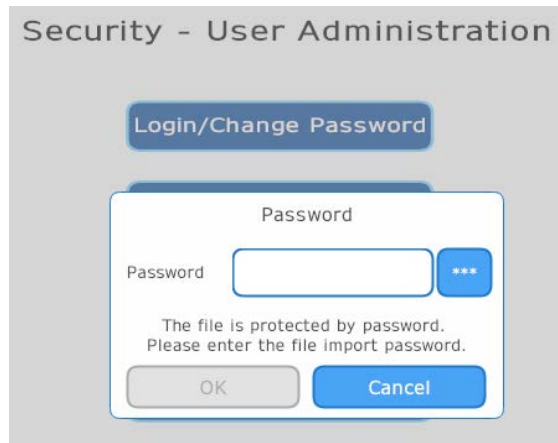 Security - User Administration
Login/Change Password
Password
Password
***
The file is protected by password.
Please enter the file import password.
OK
Cancel